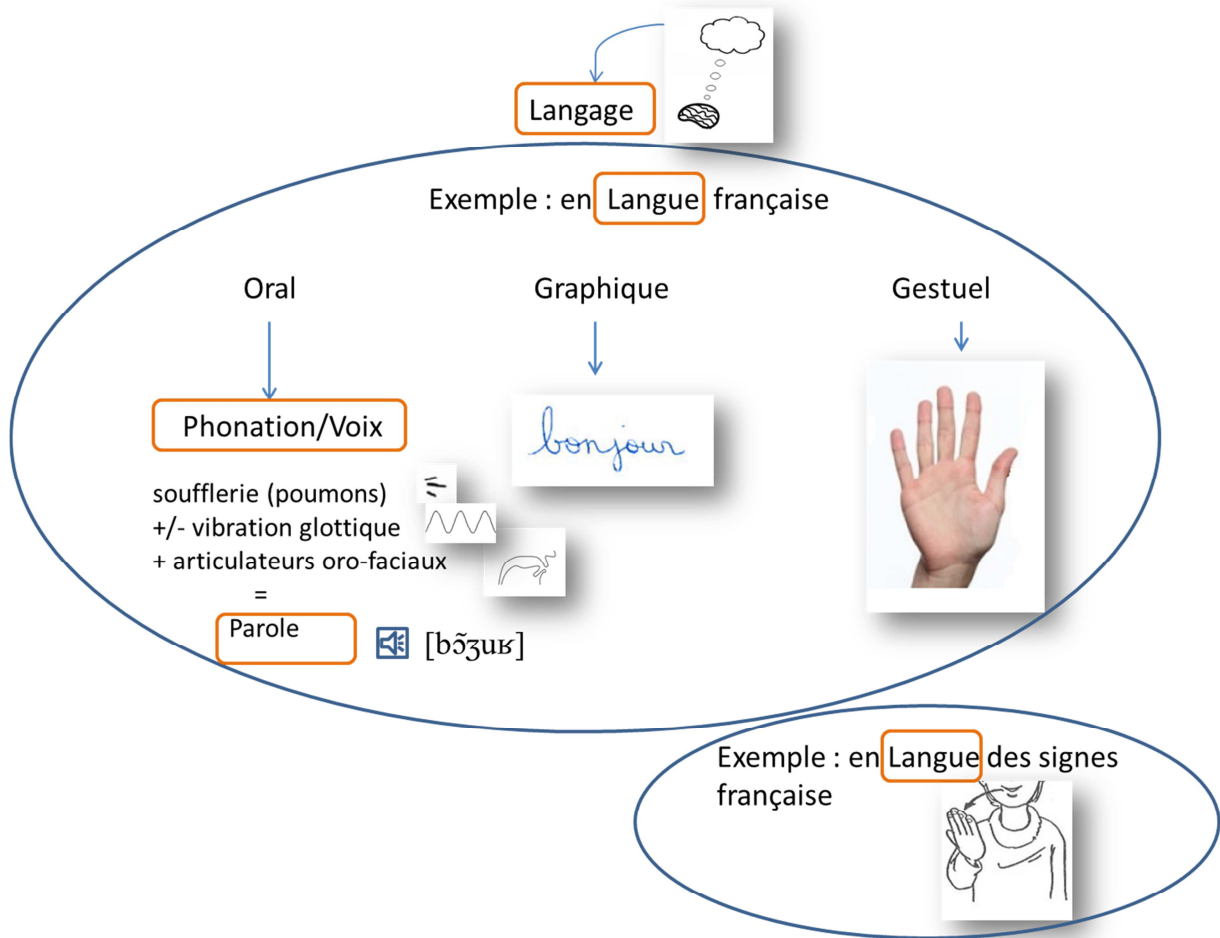 Langage
Exemple : en Langue française
Oral
Graphique
Gestuel
Phonation/Voix
bonjour
soufflerie (poumons)
+/- vibration glottique
+ articulateurs oro-faciaux
=
Parole
[bɔ̃ʒuʁ]
Exemple : en Langue des signes
française